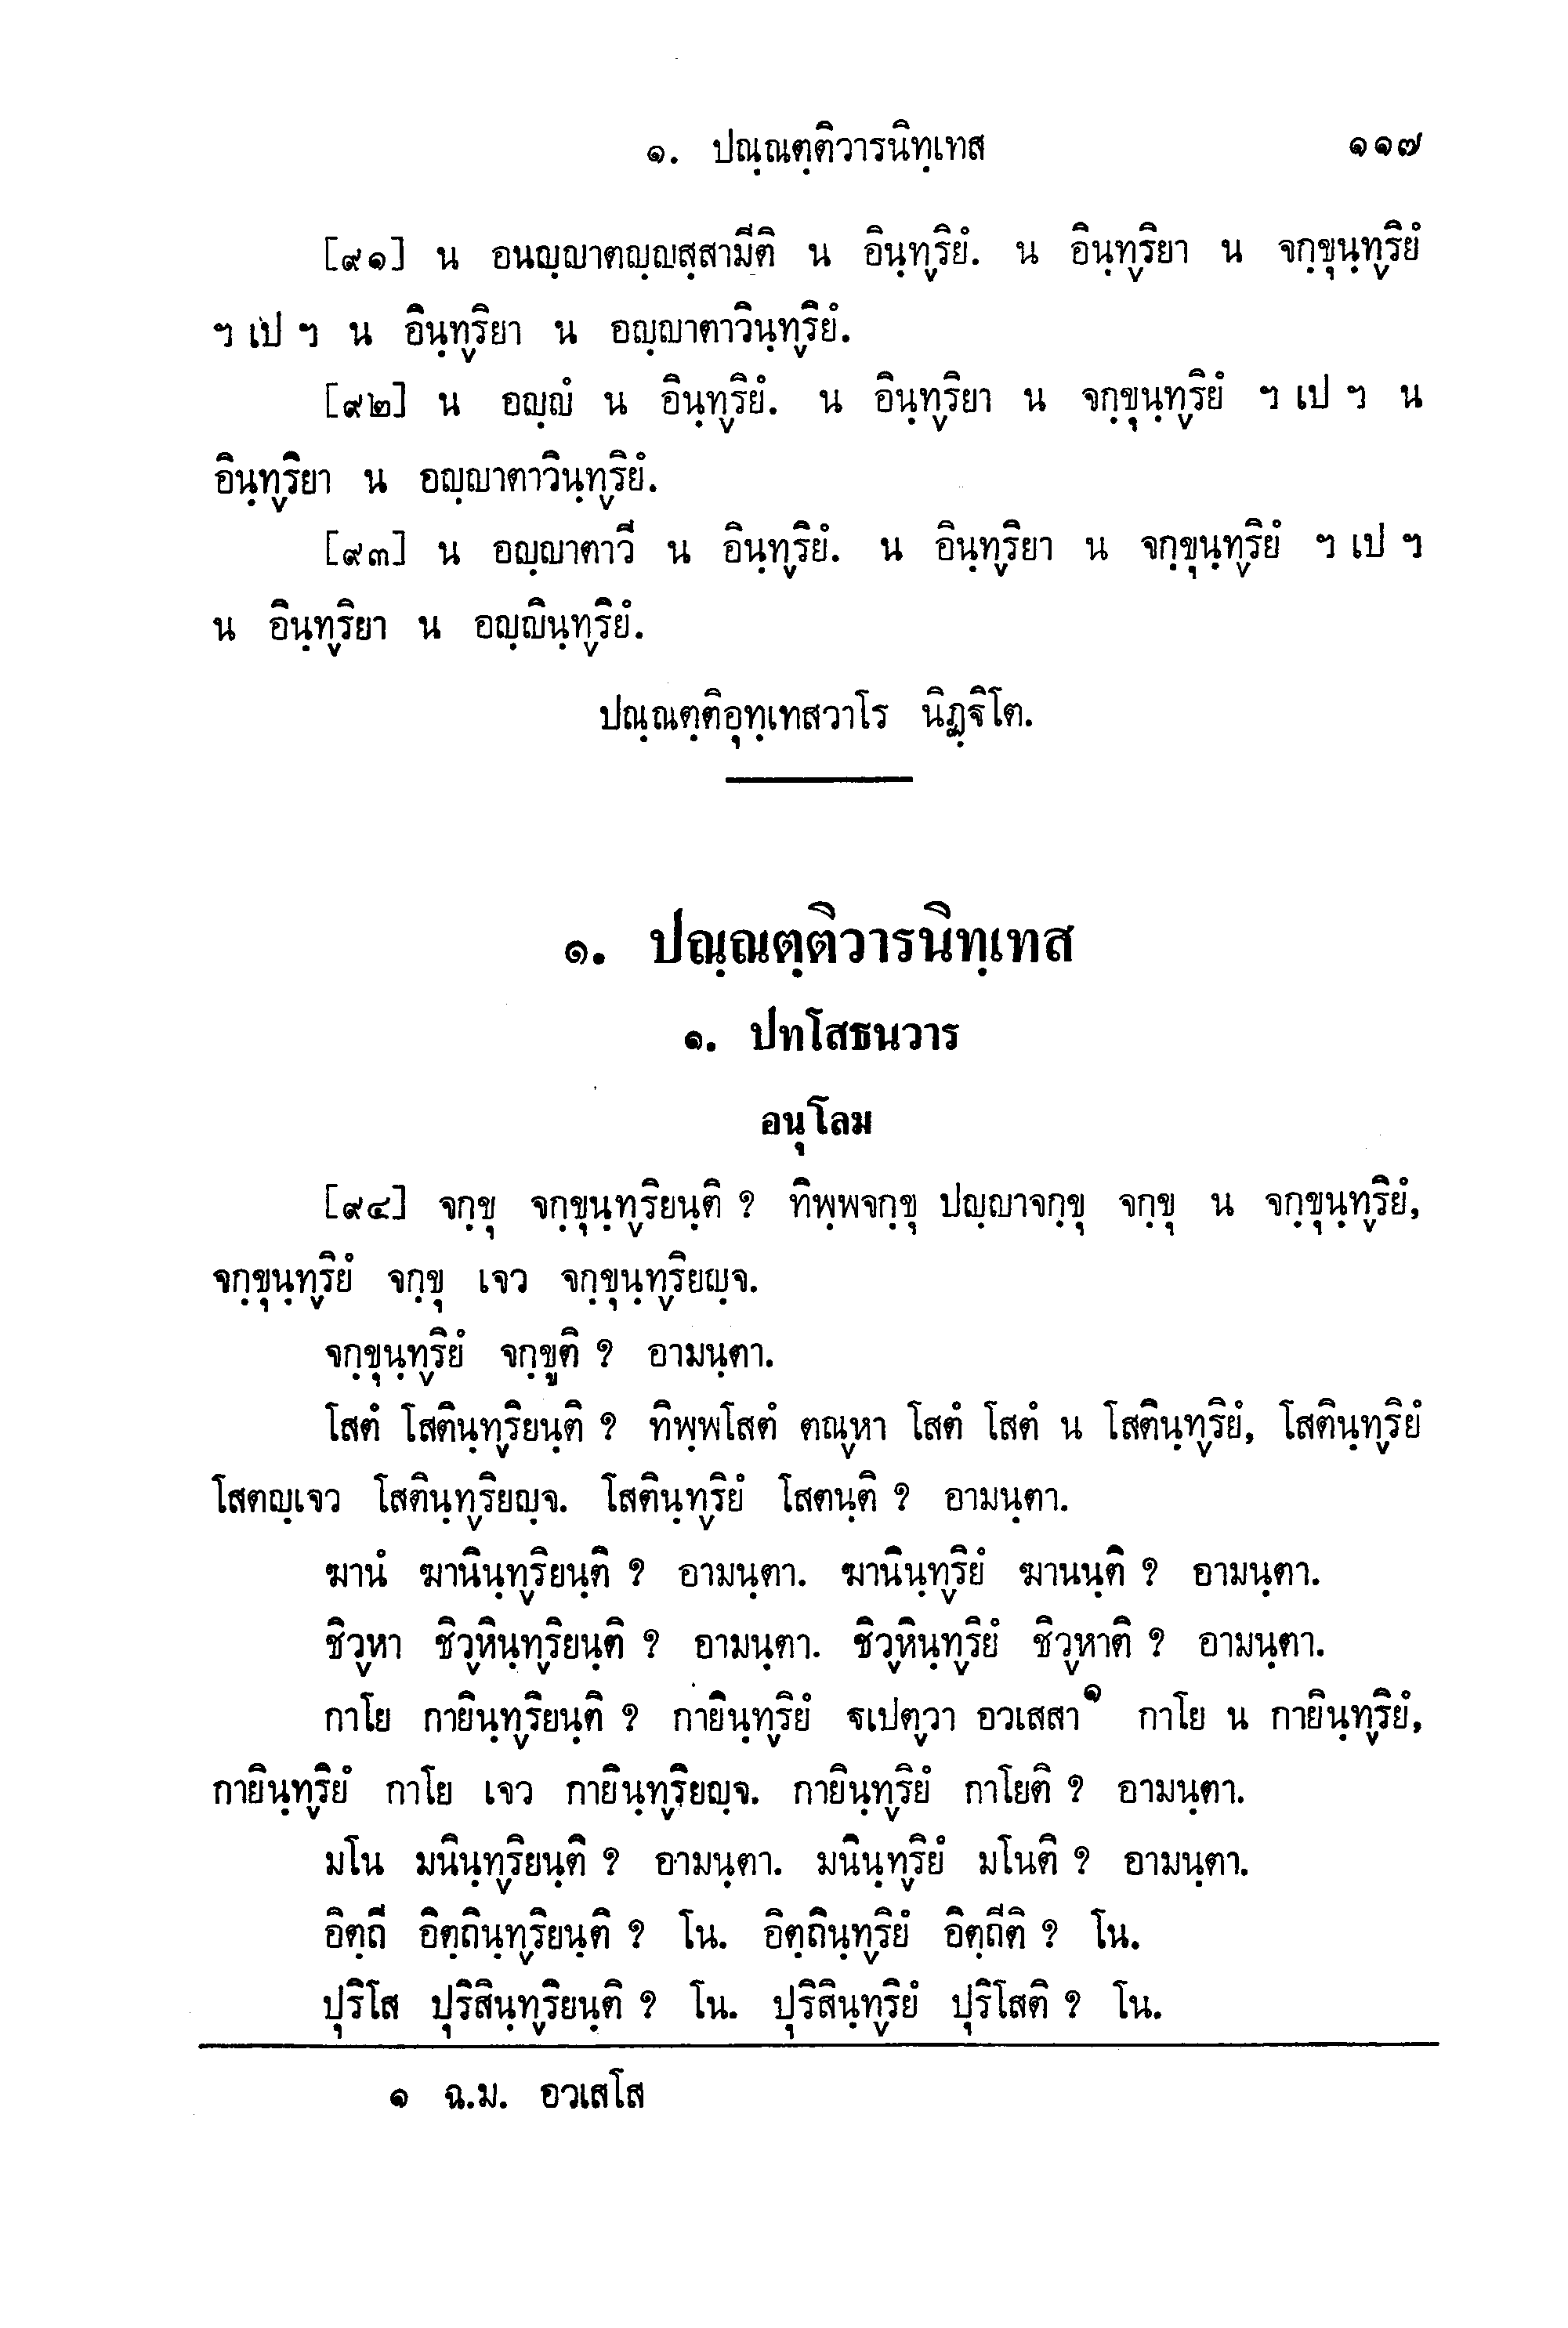 ๑. ปณฺณตฺติวารนิทฺเทส ๑๑๗
[๙๑] น อนญฺญาตญฺญสฺสามีติ น อินฺท๎ริยํ. น อินฺท๎ริยา น จกฺขุนฺท๎ริยํ
ฯ เป ฯ น อินฺท๎ริยา น อญฺญาตาวินฺท๎ริยํ.
[๙๒] น อญฺญํ น อินฺท๎ริยํ. น อินฺท๎ริยา น จกฺขุนฺท๎ริยํ ฯ เป ฯ น
อินฺท๎ริยา น อญฺญาตาวินฺท๎ริยํ.
[๙๓] น อญฺญาตาวี น อินฺท๎ริยํ. น อินฺท๎ริยา น จกฺขุนฺท๎ริยํ ฯ เป ฯ
น อินฺท๎ริยา น อญฺญินฺท๎ริยํ.
ปณฺณตฺติอุทฺเทสวาโร นิฏฺฐิโต.
๑. ปณฺณตฺติวารนิทฺเทส
๑. ปทโสธนวาร
อนุโลม
[๙๔] จกฺขุ จกฺขุนฺท๎ริยนฺติ ? ทิพฺพจกฺขุ ปญฺญาจกฺขุ จกฺขุ น จกฺขุนฺท๎ริยํ,
จกฺขุนฺท๎ริยํ จกฺขุ เจว จกฺขุนฺท๎ริยญฺจ.
จกฺขุนฺท๎ริยํ จกฺขูติ ? อามนฺตา.
โสตํ โสตินฺท๎ริยนฺติ ? ทิพฺพโสตํ ตณ๎หา โสตํ โสตํ น โสตินฺท๎ริยํ, โสตินฺท๎ริยํ
โสตญฺเจว โสตินฺท๎ริยญฺจ. โสตินฺท๎ริยํ โสตนฺติ ? อามนฺตา.
ฆานํ ฆานินฺท๎ริยนฺติ ? อามนฺตา. ฆานินฺท๎ริยํ ฆานนฺติ ? อามนฺตา.
ชิว๎หา ชิว๎หินฺท๎ริยนฺติ ? อามนฺตา. ชิว๎หินฺท๎ริยํ ชิว๎หาติ ? อามนฺตา.
กาโย กายินฺท๎ริยนฺติ ? กายินฺท๎ริยํ ฐเปต๎วา อวเสสา๑ กาโย น กายินฺท๎ริยํ,
กายินฺท๎ริยํ กาโย เจว กายินฺท๎ริยญฺจ. กายินฺท๎ริยํ กาโยติ ? อามนฺตา.
มโน มนินฺท๎ริยนฺติ ? อามนฺตา. มนินฺท๎ริยํ มโนติ ? อามนฺตา.
อิตฺถี อิตฺถินฺท๎ริยนฺติ ? โน. อิตฺถินฺท๎ริยํ อิตฺถีติ ? โน.
ปุริโส ปุริสินฺท๎ริยนฺติ ? โน. ปุริสินฺท๎ริยํ ปุริโสติ ? โน.
๑ ฉ.ม. อวเสโส